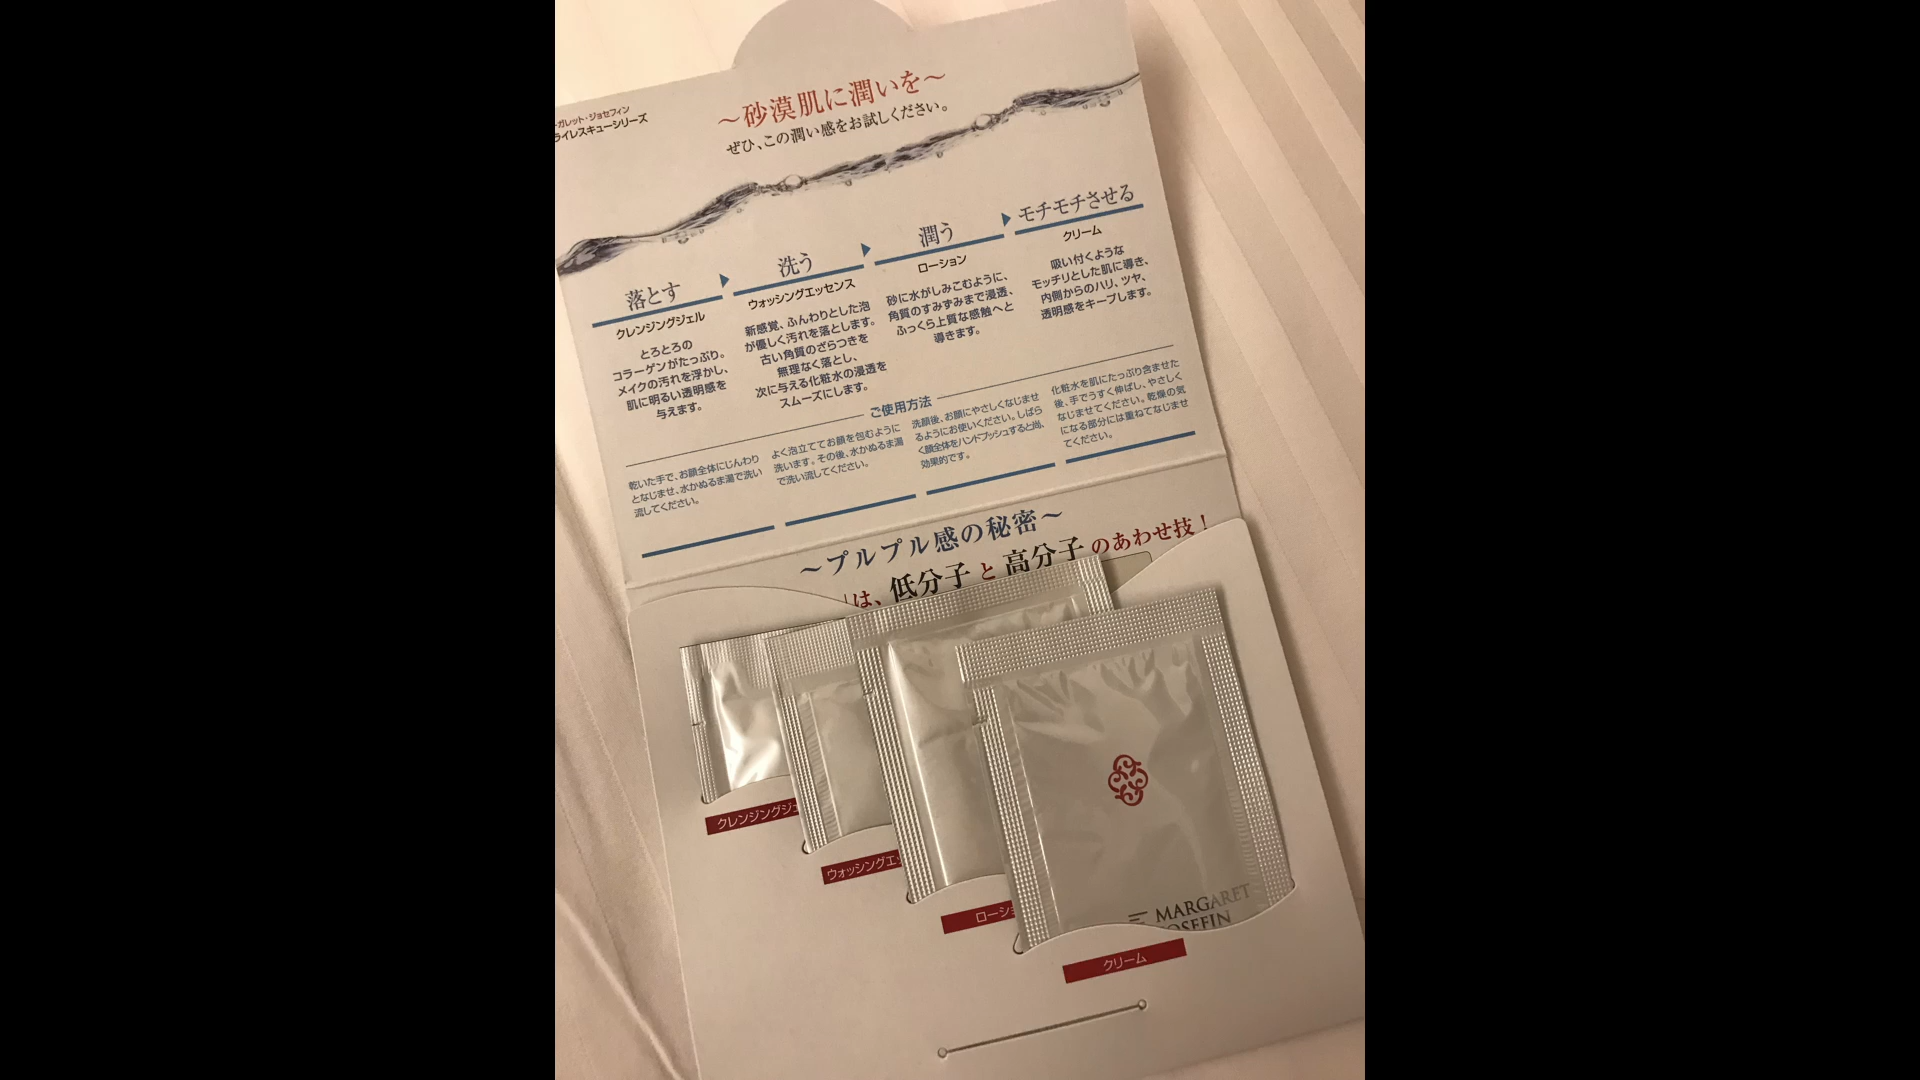 ーガレット・ジョセフィン
ライレスキューシリーズ
～砂漠肌に潤いを～
ぜひ、この潤い感をお試しください。
落とす
クレンジングジェル
とろとろの
コラーゲンがたっぷり。
メイクの汚れを浮かし、
肌に明るい透明感を
与えます。
洗う
ウォッシングエッセンス
新感覚、ふんわりとした泡
が優しく汚れを落とします。
古い角質のざらつきを
無理なく落とし、
次に与える化粧水の浸透を
スムーズにします。
潤う
ローション
砂に水がしみこむように、
角質のすみずみまで浸透、
ふっくら上質な感触へと
導きます。
モチモチさせる
クリーム
吸い付くような
モッチリとした肌に導き、
内側からのハリ、ツヤ、
透明感をキープします。
ご使用方法
乾いた手で、お顔全体にじんわり
となじませ、水かぬるま湯で洗い
流してください。
よく泡立ててお顔を包むように
洗います。その後、水かぬるま湯
で洗い流してください。
洗顔後、お顔にやさしくなじませ
るようにお使いください。しばら
く顔全体をハンドプッシュすると尚、
効果的です。
化粧水を肌にたっぷり含ませた
後、手でうすく伸ばし、やさしく
なじませてください。乾燥の気
になる部分には重ねてなじませ
てください。
～プルプル感の秘密～
は、低分子と高分子のあわせ技！
クレンジングジェ
ウォッシングエッ
ローショ
クリーム
MARGARET
OSEFIN